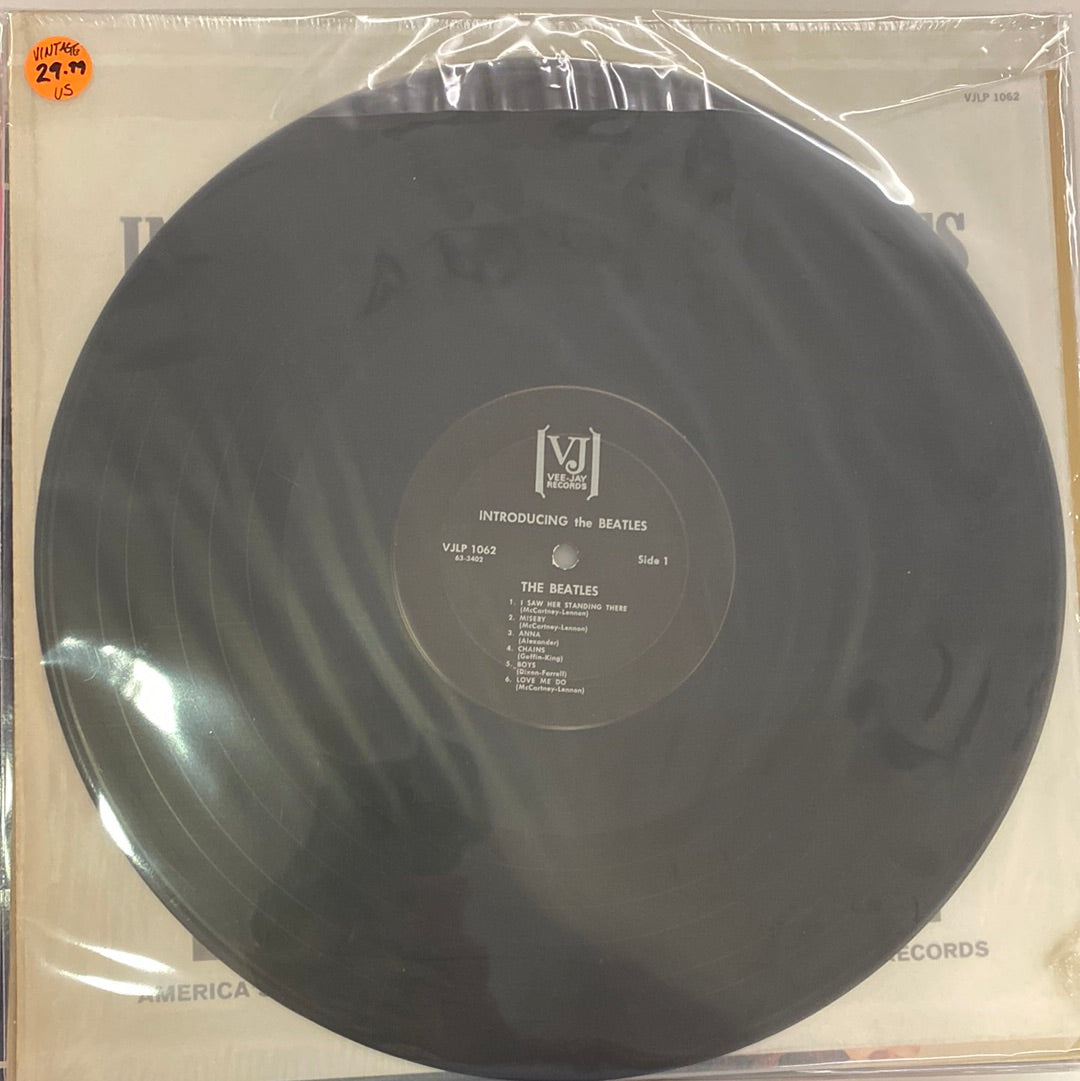 VINTAGE
29.99
US
VJLP 1062
VJ
VEE-JAY
RECORDS
INTRODUCING the BEATLES
VJLP 1062
63-3402
Side 1
THE BEATLES
1. I SAW HER STANDING THERE
(McCartney-Lennon)
2. MISERY
(McCartney-Lennon)
3. ANNA
(Alexander)
4. CHAINS
(Goffin-King)
5. BOYS
(Dixon-Farrell)
6. LOVE ME DO
(McCartney-Lennon)
RECORDS
AMERICA